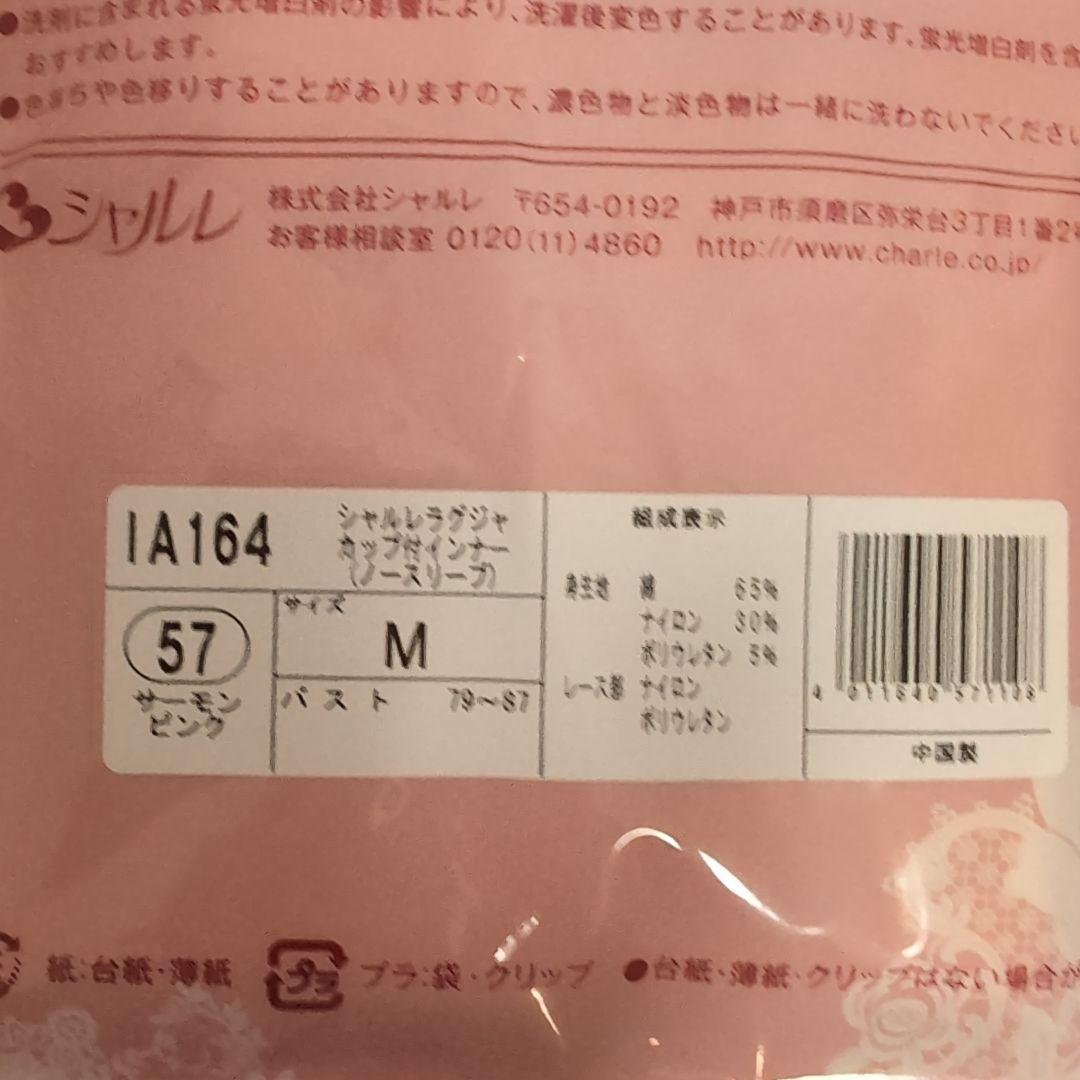 ●洗剤に含まれる蛍光増白剤の影響により、洗濯後変色することがあります。蛍光増白剤を含
おすすめします。
●色落ちや色移りすることがありますので、濃色物と淡色物は一緒に洗わないでください
シャルレ
株式会社シャルレ 〒654-0192 神戸市須磨区弥栄台3丁目1番2号
お客様相談室 0120(11)4860 http://www.charle.co.jp/
IA164
シャルレラグジャ
カップ付インナー
(ノースリーブ)
57
サーモン
ピンク
サイズ
M
バスト 79〜87
組成表示
身生地 綿 65%
ナイロン 30%
ポリウレタン 5%
レース部 ナイロン
ポリウレタン
中国製
紙:台紙・薄紙
プラ
プラ:袋・クリップ
●台紙・薄紙・クリップはない場合が